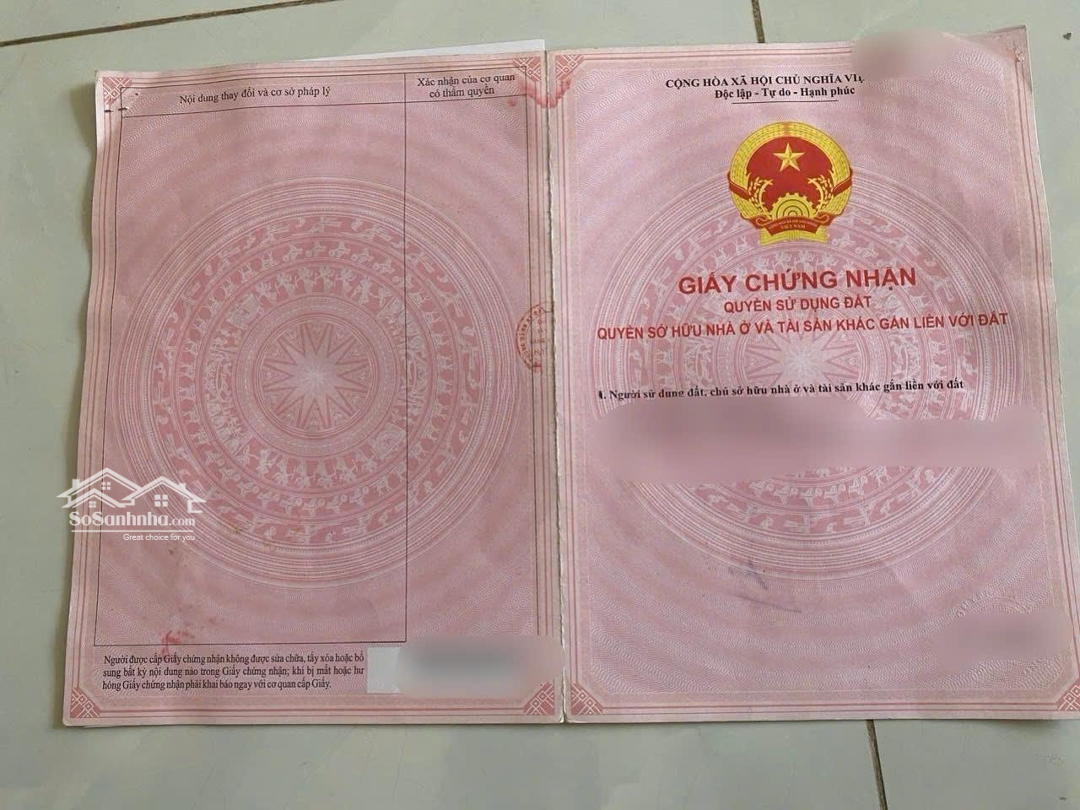 Nội dung thay đổi và cơ sở pháp lý
Xác nhận của cơ quan
có thẩm quyền
Người được cấp Giấy chứng nhận không được sửa chữa, tẩy xóa hoặc bổ
sung bất kỳ nội dung nào trong Giấy chứng nhận; khi bị mất hoặc hư
hỏng Giấy chứng nhận phải khai báo ngay với cơ quan cấp Giấy.
CỘNG HÒA XÃ HỘI CHỦ NGHĨA
Độc lập - Tự do - Hạnh phúc
VIỆT NAM
GIẤY CHỨNG NHẬN
QUYỀN SỬ DỤNG ĐẤT
QUYỀN SỞ HỮU NHÀ Ở VÀ TÀI SẢN KHÁC GẮN LIỀN VỚI ĐẤT
I. Người sử dụng đất, chủ sở hữu nhà ở và tài sản khác gắn liền với đất
SoSanhnha.com
Great choice for you